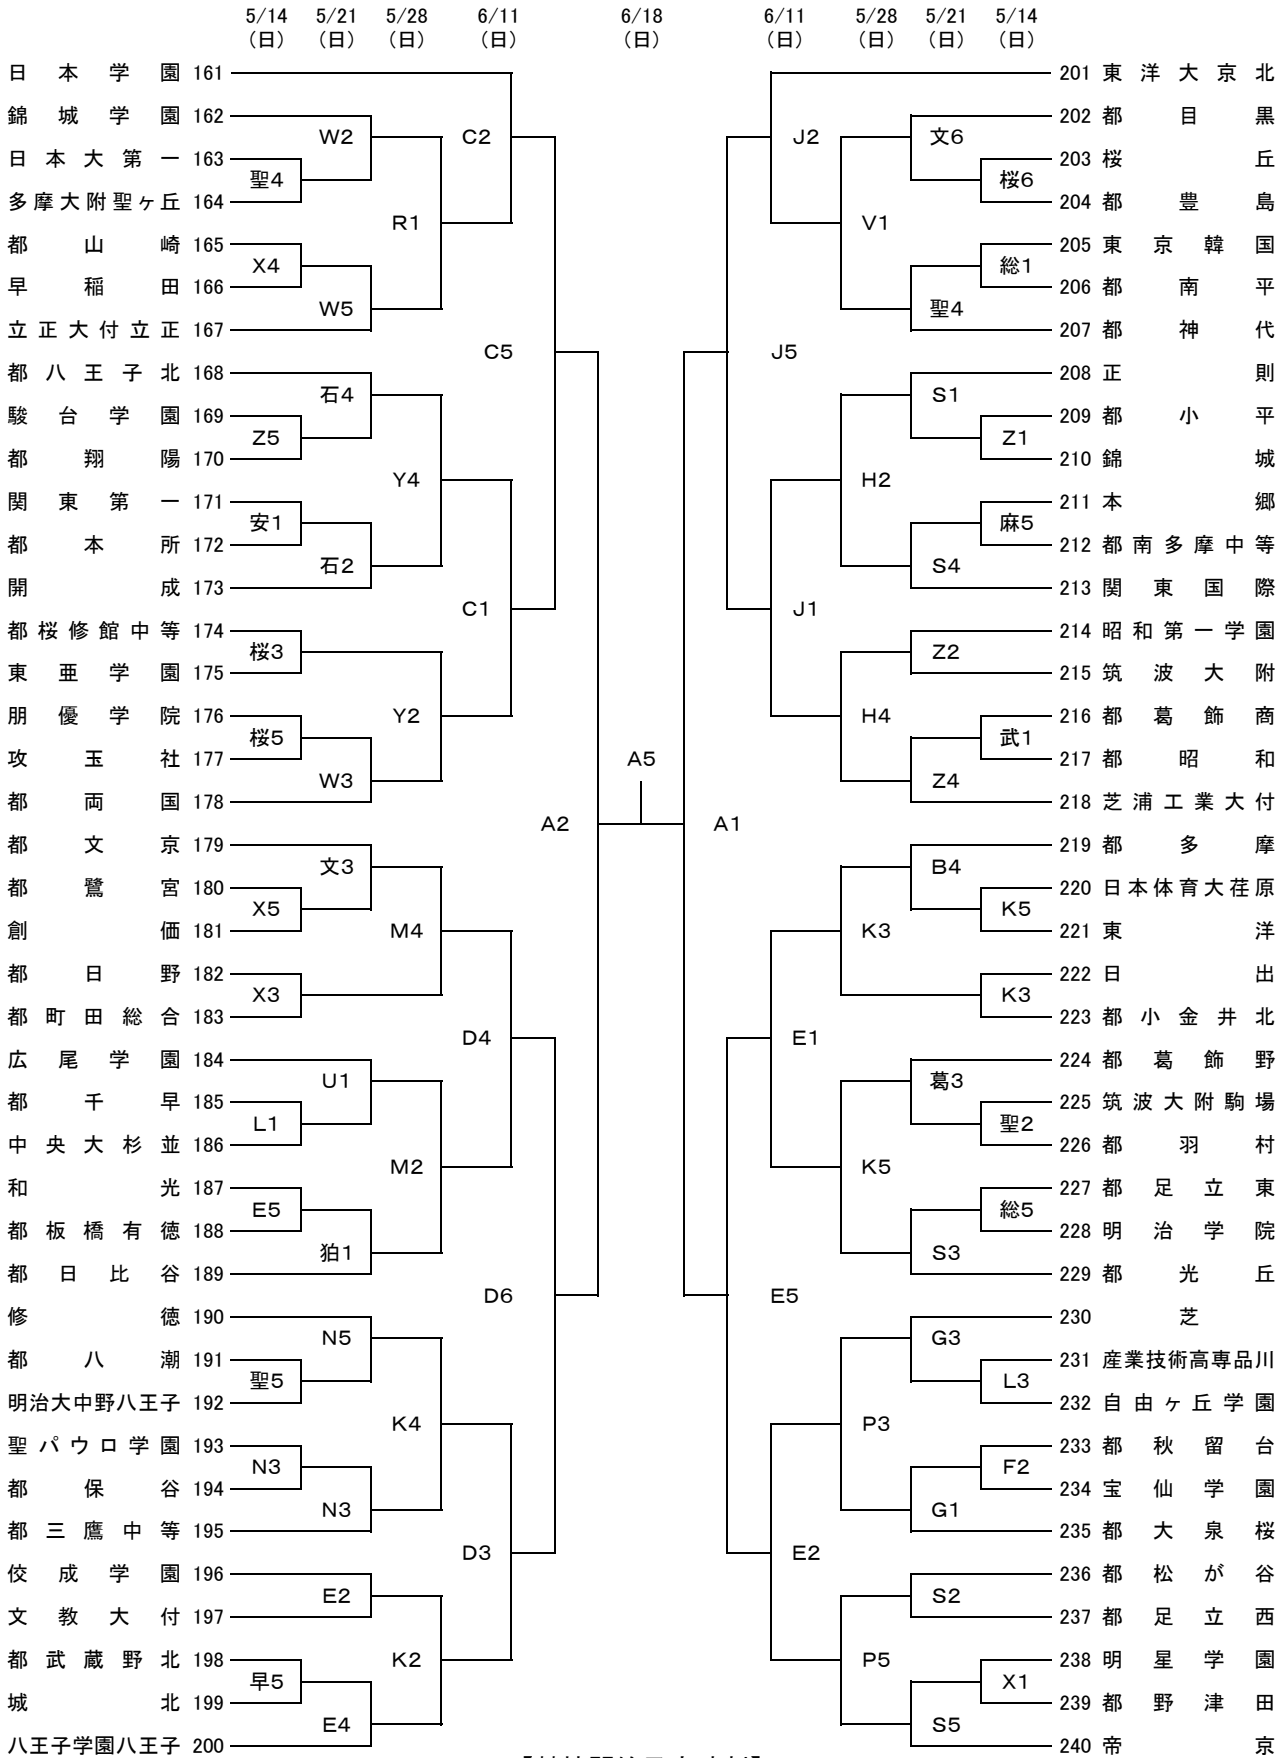 5/14 5/21 5/28 6/11 6/18 6/11 5/28 5/21 5/14
(日) (日) (日) (日) (日) (日) (日) (日) (日)
日本学園 161 201 東洋大京北
錦城学園 162 202 都目黒
W2 C2 J2 文6
日本大第一 163 203 桜丘
聖4 桜6
多摩大附聖ヶ丘 164 204 都豊島
R1 V1
都山崎 165 205 東京韓国
X4 総1
早稲田 166 206 都南平
W5 聖4
立正大付立正 167 207 都神代
C5 J5
都八王子北 168 208 正則
石4 S1
駿台学園 169 209 都小平
Z5 Z1
都翔陽 170 210 錦城
Y4 H2
関東第一 171 211 本郷
安1 麻5
都本所 172 212 都南多摩中等
石2 S4
開成 173 213 関東国際
C1 J1
都桜修館中等 174 214 昭和第一学園
桜3 Z2
東亜学園 175 215 筑波大附
朋優学院 176 Y2 H4 216 都葛飾商
桜5 武1
攻玉社 177 A5 217 都昭和
W3 Z4
都両国 178 218 芝浦工業大付
A2 A1
都文京 179 219 都多摩
文3 B4
都鷺宮 180 220 日本体育大荏原
X5 K5
創価 181 M4 K3 221 東洋
都日野 182 222 日出
X3 K3
都町田総合 183 223 都小金井北
D4 E1
広尾学園 184 224 都葛飾野
U1 葛3
都千早 185 225 筑波大附駒場
L1 聖2
中央大杉並 186 226 都羽村
M2 K5
和光 187 227 都足立東
E5 総5
都板橋有徳 188 228 明治学院
狛1 S3
都日比谷 189 229 都光丘
D6 E5
修徳 190 230 芝
N5 G3
都八潮 191 231 産業技術高専品川
聖5 L3
明治大中野八王子 192 232 自由ヶ丘学園
K4 P3
聖パウロ学園 193 233 都秋留台
N3 F2
都保谷 194 234 宝仙学園
N3 G1
都三鷹中等 195 235 都大泉桜
D3 E2
佼成学園 196 236 都松が谷
E2 S2
文教大付 197 237 都足立西
都武蔵野北 198 K2 P5 238 明星学園
早5 X1
城北 199 239 都野津田
E4 S5
八王子学園八王子 200 240 帝京